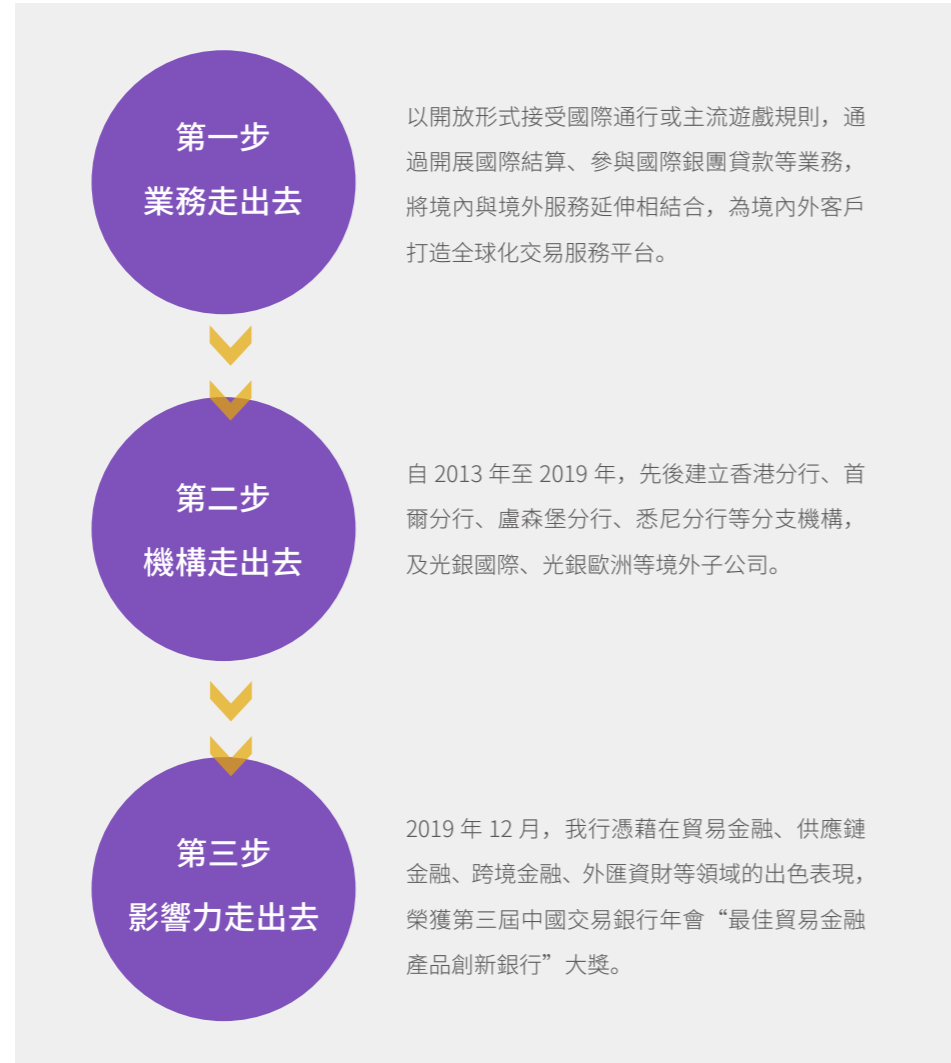 第一步
業務走出去
以開放形式接受國際通行或主流遊戲規則，通
過開展國際結算、參與國際銀團貸款等業務，
將境內與境外服務延伸相結合，為境內外客戶
打造全球化交易服務平台。
第二步
機構走出去
自 2013 年至 2019 年，先後建立香港分行、首
爾分行、盧森堡分行、悉尼分行等分支機構，
及光銀國際、光銀歐洲等境外子公司。
第三步
影響力走出去
2019 年 12 月，我行憑藉在貿易金融、供應鏈
金融、跨境金融、外匯資財等領域的出色表現，
榮獲第三屆中國交易銀行年會“最佳貿易金融
產品創新銀行”大獎。